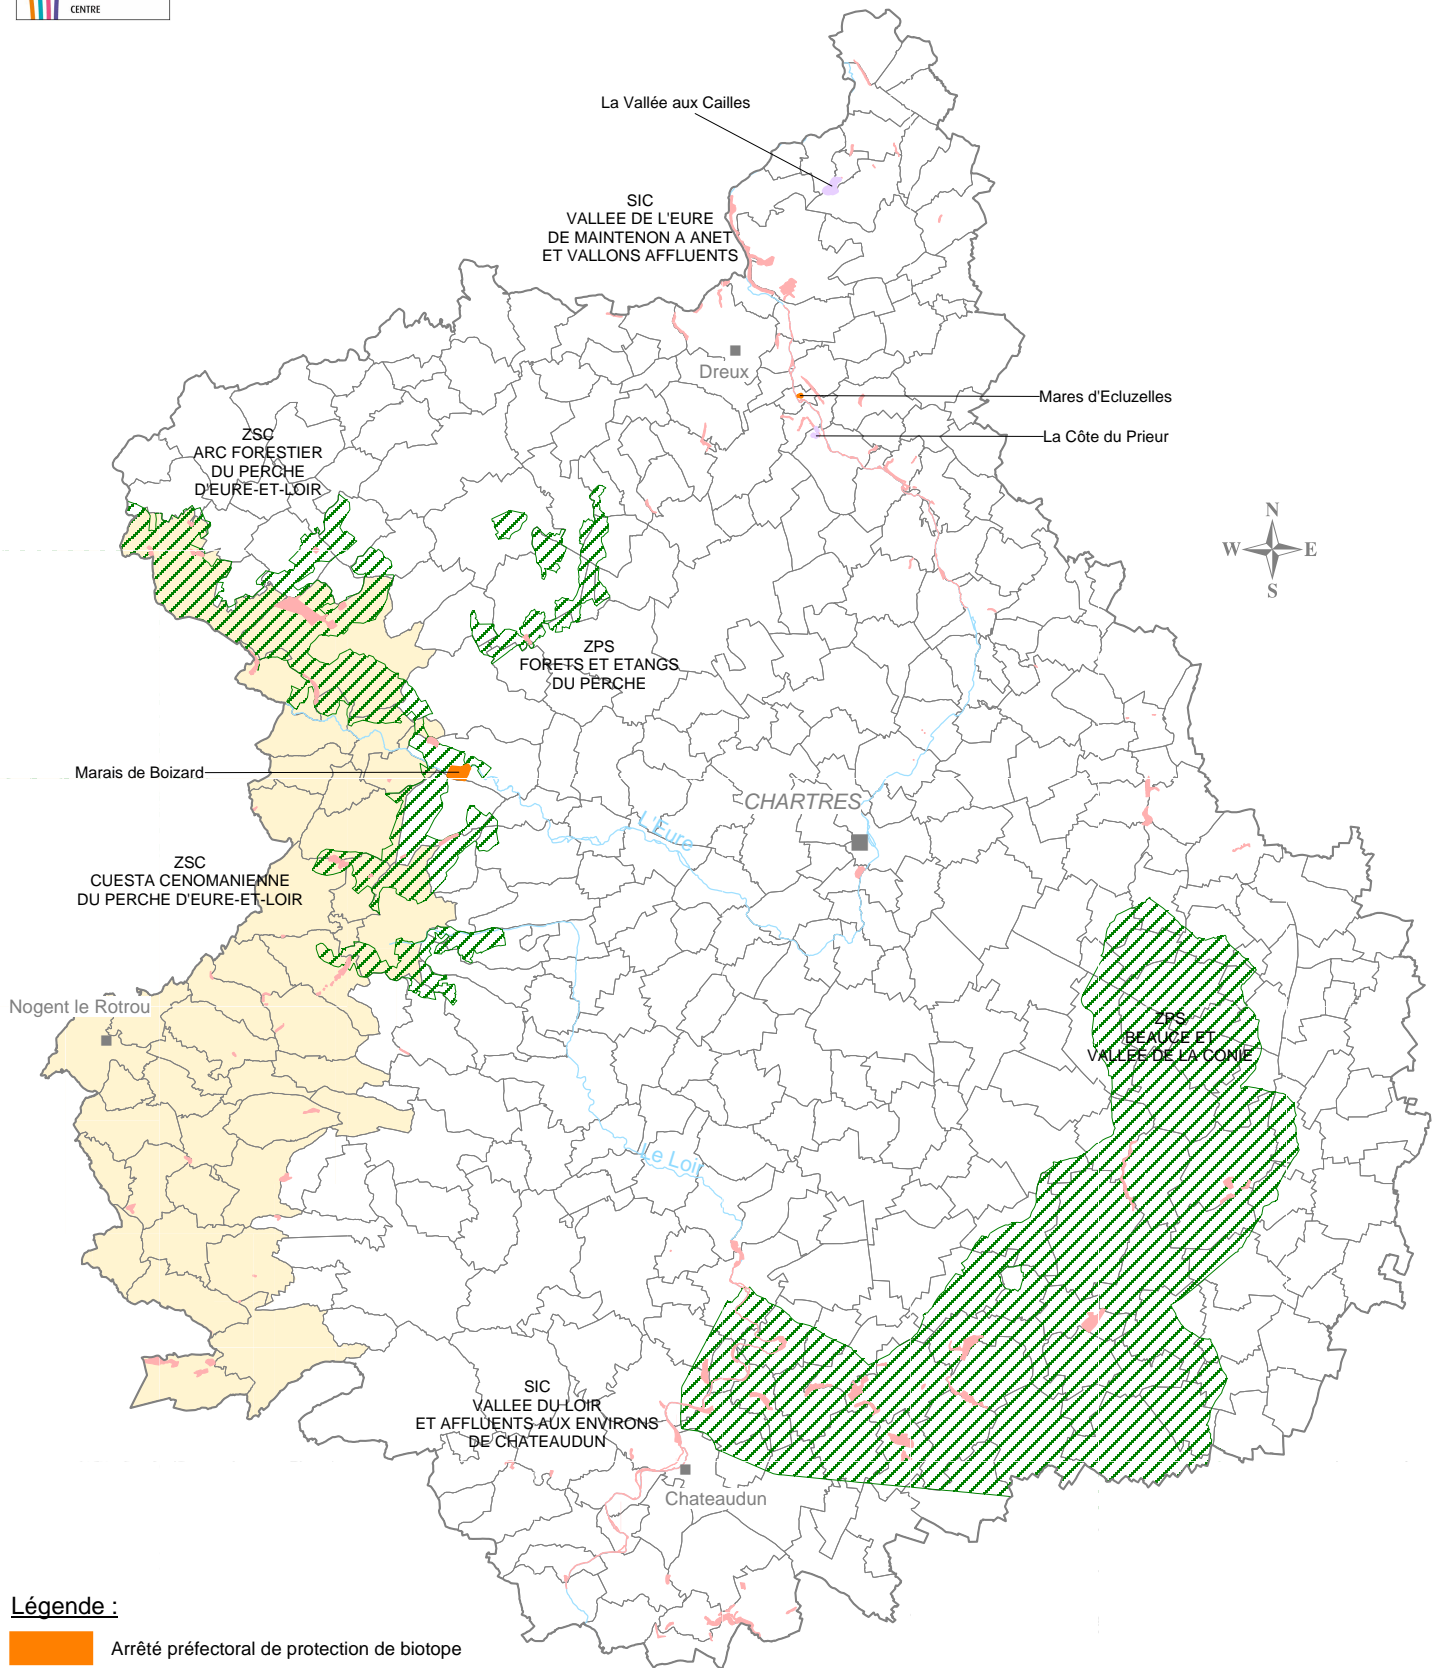 CENTRE
La Vallée aux Cailles
SIC
VALLEE DE L'EURE
DE MAINTENON A ANET
ET VALLONS AFFLUENTS
Dreux
Mares d'Ecluzelles
La Côte du Prieur
ZSC
ARC FORESTIER
DU PERCHE
D'EURE-ET-LOIR
N
W E
S
ZPS
FORETS ET ETANGS
DU PERCHE
Marais de Boizard
CHARTRES
L'Eure
ZSC
CUESTA CENOMANIENNE
DU PERCHE D'EURE-ET-LOIR
Nogent le Rotrou
ZPS
BEAUCE ET
VALLEE DE LA CONIE
Le Loir
SIC
VALLEE DU LOIR
ET AFFLUENTS AUX ENVIRONS
DE CHATEAUDUN
Chateaudun
Légende :
Arrêté préfectoral de protection de biotope